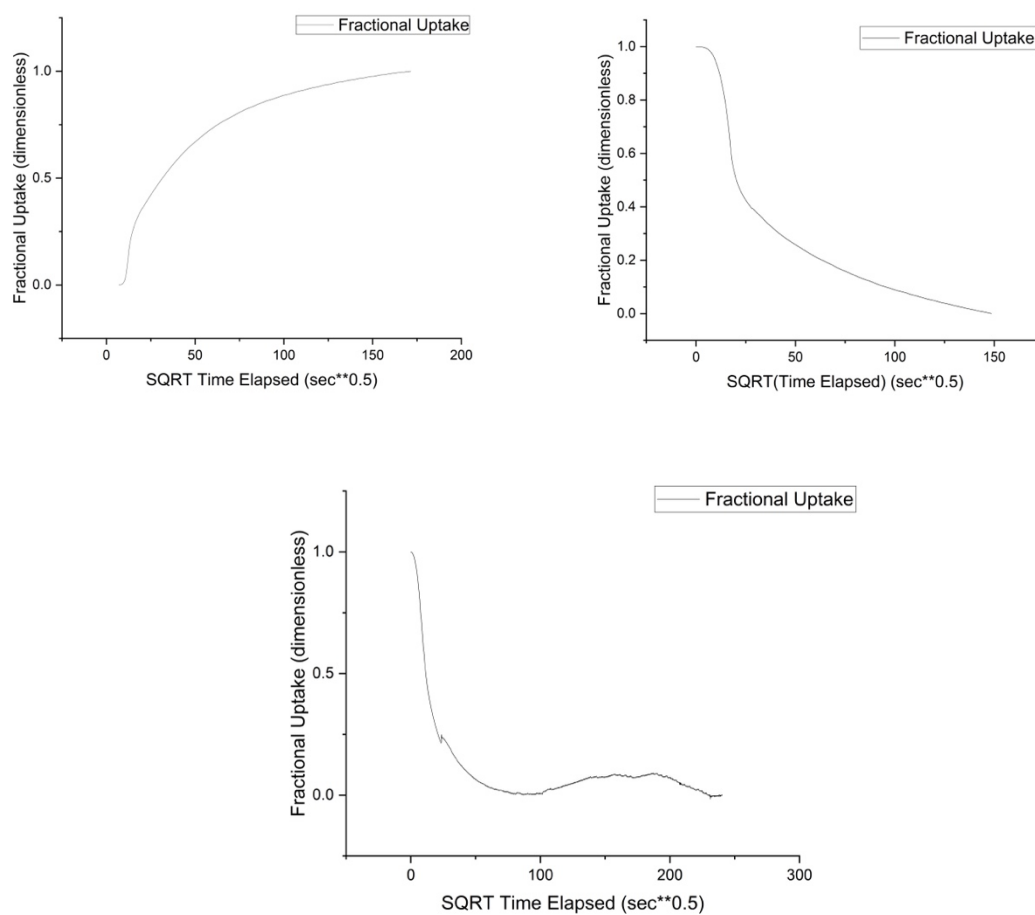 Fractional Uptake
Fractional Uptake (dimensionless)
1.0
0.5
0.0
0 50 100 150 200
SQRT Time Elapsed (sec**0.5)
Fractional Uptake
Fractional Uptake (dimensionless)
1.0
0.8
0.6
0.4
0.2
0.0
0 50 100 150
SQRT(Time Elapsed) (sec**0.5)
Fractional Uptake
Fractional Uptake (dimensionless)
1.0
0.5
0.0
0 100 200 300
SQRT Time Elapsed (sec**0.5)